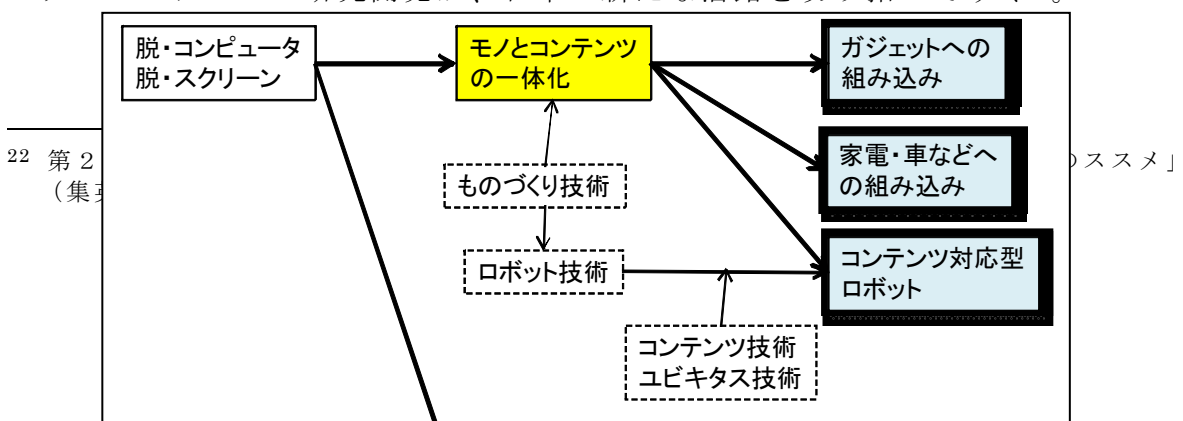 脱・コンピュータ
脱・スクリーン
モノとコンテンツ
の一体化
ガジェットへの
組み込み
家電・車などへ
の組み込み
ものづくり技術
ロボット技術
コンテンツ対応型
ロボット
コンテンツ技術
ユビキタス技術
22 第2
ススメ」
(集